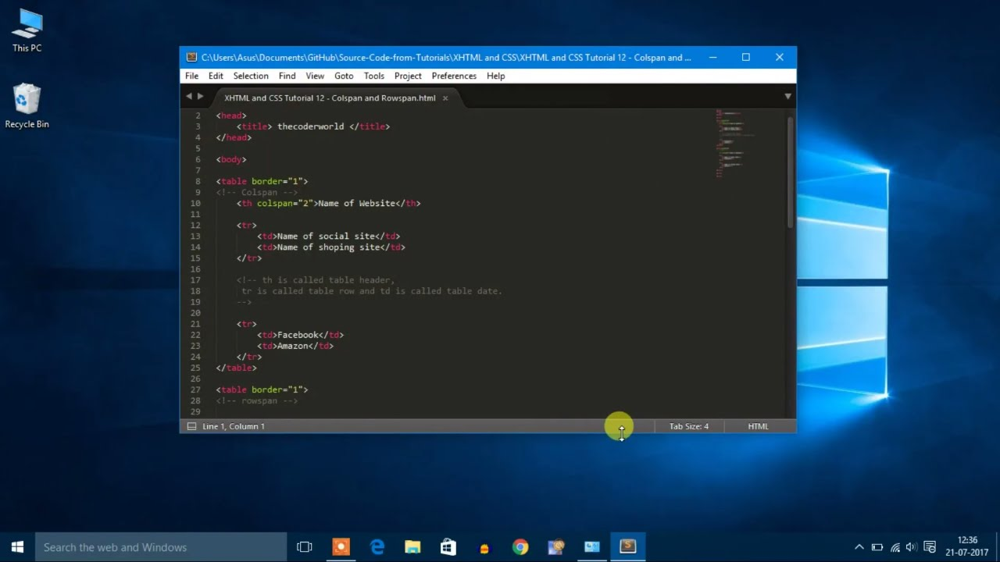 This PC
Recycle Bin
C:\Users\Asus\Documents\GitHub\Source-Code-from-Tutorials\XHTML and CSS\XHTML and CSS Tutorial 12 - Colspan and ...
File Edit Selection Find View Goto Tools Project Preferences Help
XHTML and CSS Tutorial 12 - Colspan and Rowspan.html
2 <head>
3 <title> thecoderworld </title>
4 </head>
5
6 <body>
7
8 <table border="1">
9 <!-- Colspan -->
10 <th colspan="2">Name of Website</th>
11
12 <tr>
13 <td>Name of social site</td>
14 <td>Name of shoping site</td>
15 </tr>
16
17 <!-- th is called table header,
18 tr is called table row and td is called table date.
19 -->
20
21 <tr>
22 <td>Facebook</td>
23 <td>Amazon</td>
24 </tr>
25 </table>
26
27 <table border="1">
28 <!-- rowspan -->
29
Line 1, Column 1 Tab Size: 4 HTML
Search the web and Windows
12:36
21-07-2017